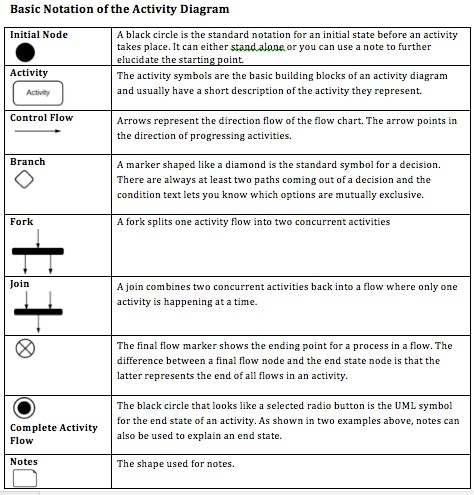 Basic Notation of the Activity Diagram
Initial Node
A black circle is the standard notation for an initial state before an activity
takes place. It can either stand alone or you can use a note to further
elucidate the starting point.
Activity
Activity
The activity symbols are the basic building blocks of an activity diagram
and usually have a short description of the activity they represent.
Control Flow
Arrows represent the direction flow of the flow chart. The arrow points in
the direction of progressing activities.
Branch
A marker shaped like a diamond is the standard symbol for a decision.
There are always at least two paths coming out of a decision and the
condition text lets you know which options are mutually exclusive.
Fork
A fork splits one activity flow into two concurrent activities
Join
A join combines two concurrent activities back into a flow where only one
activity is happening at a time.
The final flow marker shows the ending point for a process in a flow. The
difference between a final flow node and the end state node is that the
latter represents the end of all flows in an activity.
Complete Activity
Flow
The black circle that looks like a selected radio button is the UML symbol
for the end state of an activity. As shown in two examples above, notes can
also be used to explain an end state.
Notes
The shape used for notes.